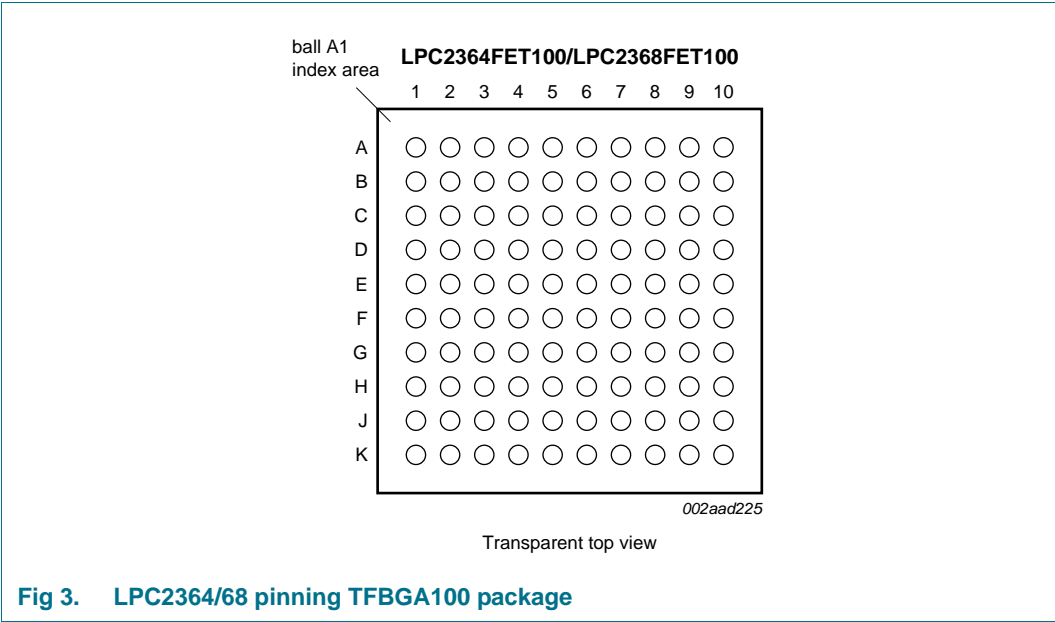 ball A1
index area
LPC2364FET100/LPC2368FET100
1 2 3 4 5 6 7 8 9 10
A
B
C
D
E
F
G
H
J
K
002aad225
Transparent top view
Fig 3. LPC2364/68 pinning TFBGA100 package